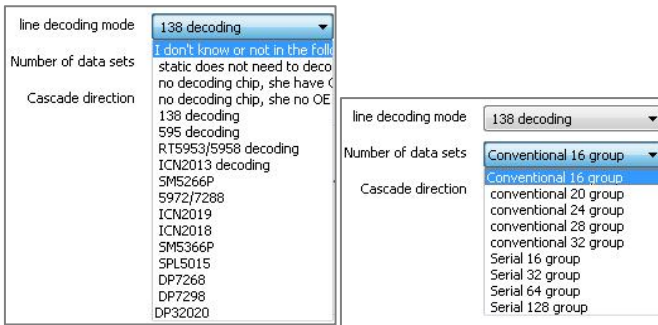 line decoding mode
138 decoding
I don't know or not in the
static does not need to
no decoding chip, she have
no decoding chip, she no OE
138 decoding
595 decoding
RT5953/5958 decoding
ICN2013 decoding
SM5266P
5972/7288
ICN2019
ICN2018
SM5366P
SPL5015
DP7268
DP7298
DP32020
Number of data sets
Cascade direction
line decoding mode
138 decoding
Number of data sets
Conventional 16 group
Conventional 16 group
conventional 20 group
conventional 24 group
conventional 28 group
conventional 32 group
Serial 16 group
Serial 32 group
Serial 64 group
Serial 128 group
Cascade direction